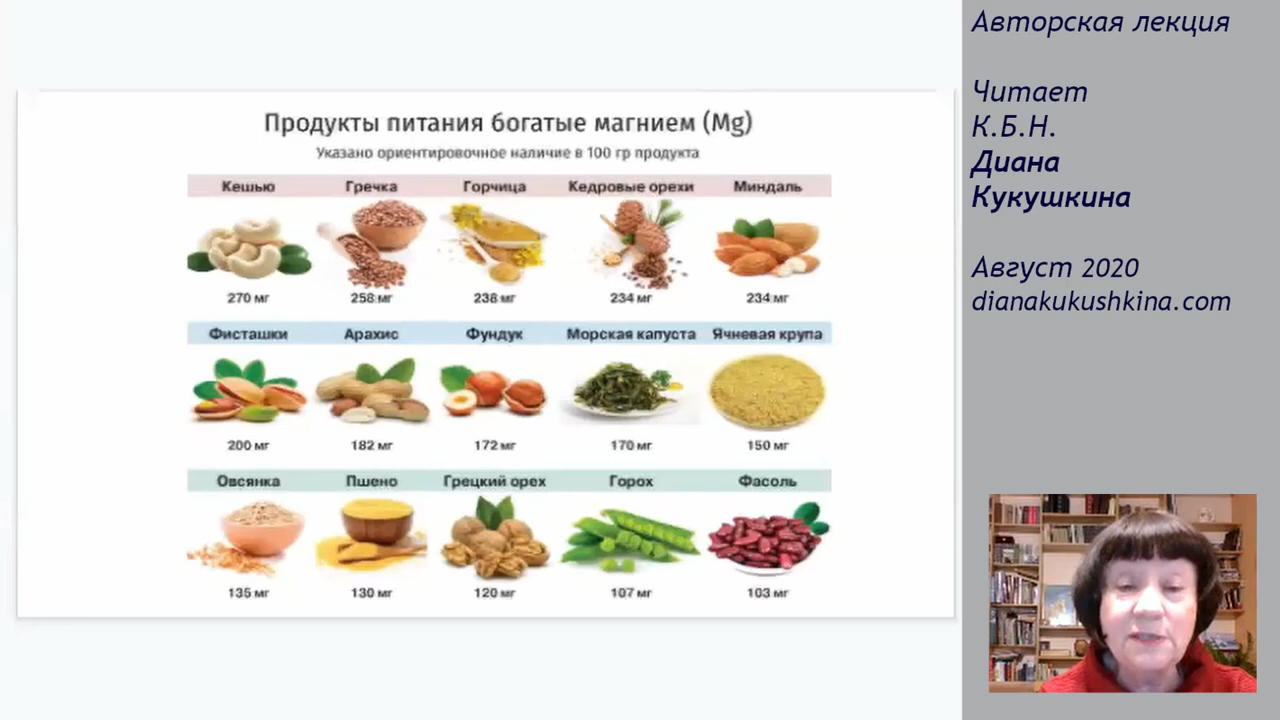 Продукты питания богатые магнием (Mg)
Указано ориентировочное наличие в 100 гр продукта
Кешью Гречка Горчица Кедровые орехи Миндаль
270 мг 258 мг 238 мг 234 мг 234 мг
Фисташки Арахис Фундук Морская капуста Ячневая крупа
200 мг 182 мг 172 мг 170 мг 150 мг
Овсянка Пшено Грецкий орех Горох Фасоль
135 мг 130 мг 120 мг 107 мг 103 мг
Авторская лекция
Читает
К.Б.Н.
Диана
Кукушкина
Август 2020
dianakukushkina.com